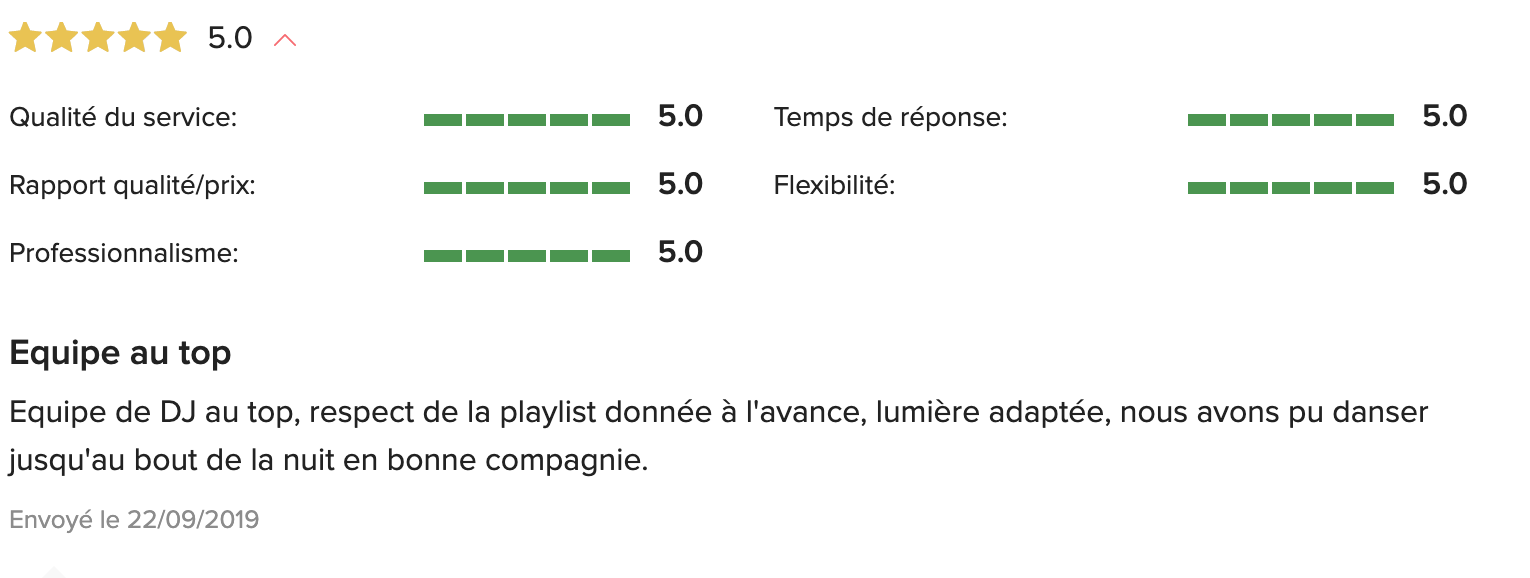 5.0
Qualité du service: 5.0 Temps de réponse: 5.0
Rapport qualité/prix: 5.0 Flexibilité: 5.0
Professionnalisme: 5.0
Equipe au top
Equipe de DJ au top, respect de la playlist donnée à l'avance, lumière adaptée, nous avons pu danser
jusqu'au bout de la nuit en bonne compagnie.
Envoyé le 22/09/2019